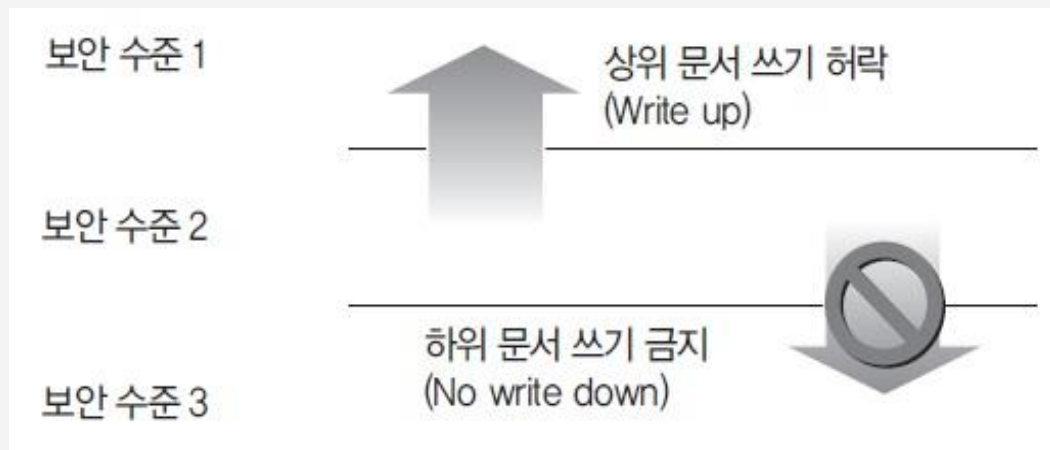 보안 수준 1
상위 문서 쓰기 허락
(Write up)
보안 수준 2
하위 문서 쓰기 금지
(No write down)
보안 수준 3